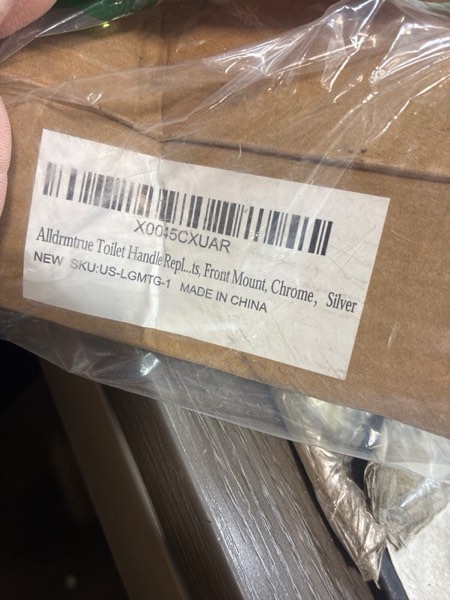 X0045CXUAR
Alldrmtrue Toilet Handle Repl...ts, Front Mount, Chrome, Silver
NEW SKU:US-LGMTG-1 MADE IN CHINA